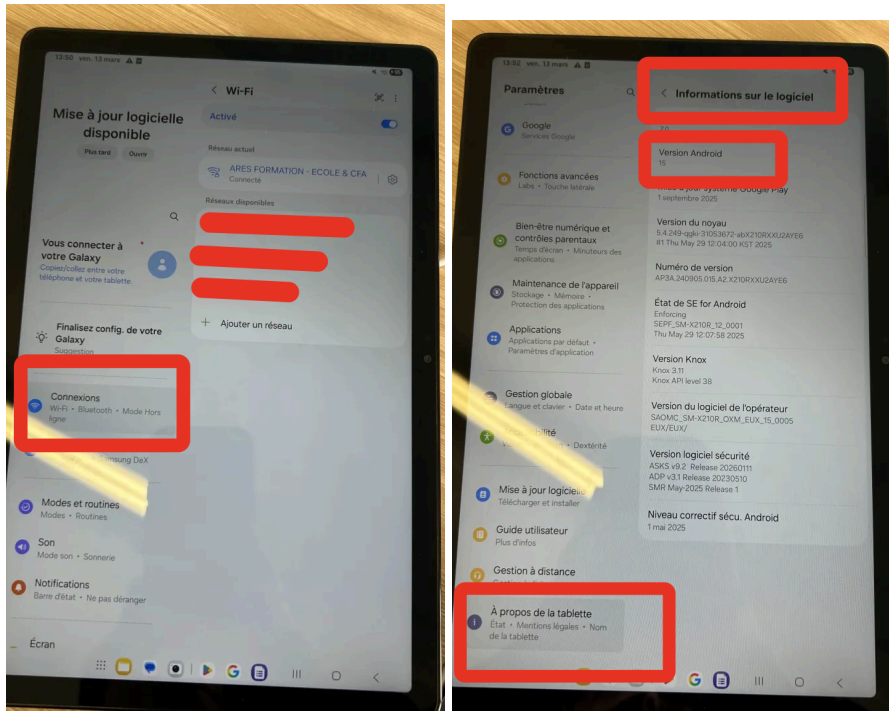 13:50 ven. 13 mars
Mise à jour logicielle
disponible
Plus tard Ouvrir
Vous connecter à
votre Galaxy
Copiez/collez entre votre
téléphone et votre tablette.
Finalisez config. de votre
Galaxy
Suggestion
Connexions
Wi-Fi • Bluetooth • Mode Hors
ligne
Samsung DeX
Modes et routines
Modes • Routines
Son
Mode son • Sonnerie
Notifications
Barre d'état • Ne pas déranger
Écran
< Wi-Fi
Activé
Réseau actuel
ARES FORMATION - ECOLE & CFA
Connecté
Réseaux disponibles
+ Ajouter un réseau
13:52 ven. 13 mars
Paramètres
Google
Services Google
Fonctions avancées
Labs • Touche latérale
Bien-être numérique et
contrôles parentaux
Temps d'écran • Minuteurs des
applications
Maintenance de l'appareil
Stockage • Mémoire •
Protection des applications
Applications
Applications par défaut •
Paramètres d'application
Gestion globale
Langue et clavier • Date et heure
• Dextérité
Mise à jour logicielle
Télécharger et installer
Guide utilisateur
Plus d'infos
Gestion à distance
À propos de la tablette
État • Mentions légales • Nom
de la tablette
< Informations sur le logiciel
7.0
Version Android
15
Mise à jour système Google Play
1 septembre 2025
Version du noyau
5.4.249-qgki-31053672-abX210RXXU2AYE6
#1 Thu May 29 12:04:00 KST 2025
Numéro de version
AP3A.240905.015.A2.X210RXXU2AYE6
État de SE for Android
Enforcing
SEPF_SM-X210R_12_0001
Thu May 29 12:07:58 2025
Version Knox
Knox 3.11
Knox API level 38
Version du logiciel de l'opérateur
SAOMC_SM-X210R_OXM_EUX_15_0005
EUX/EUX/
Version logiciel sécurité
ASKS v9.2 Release 20260111
ADP v3.1 Release 20230510
SMR May-2025 Release 1
Niveau correctif sécu. Android
1 mai 2025